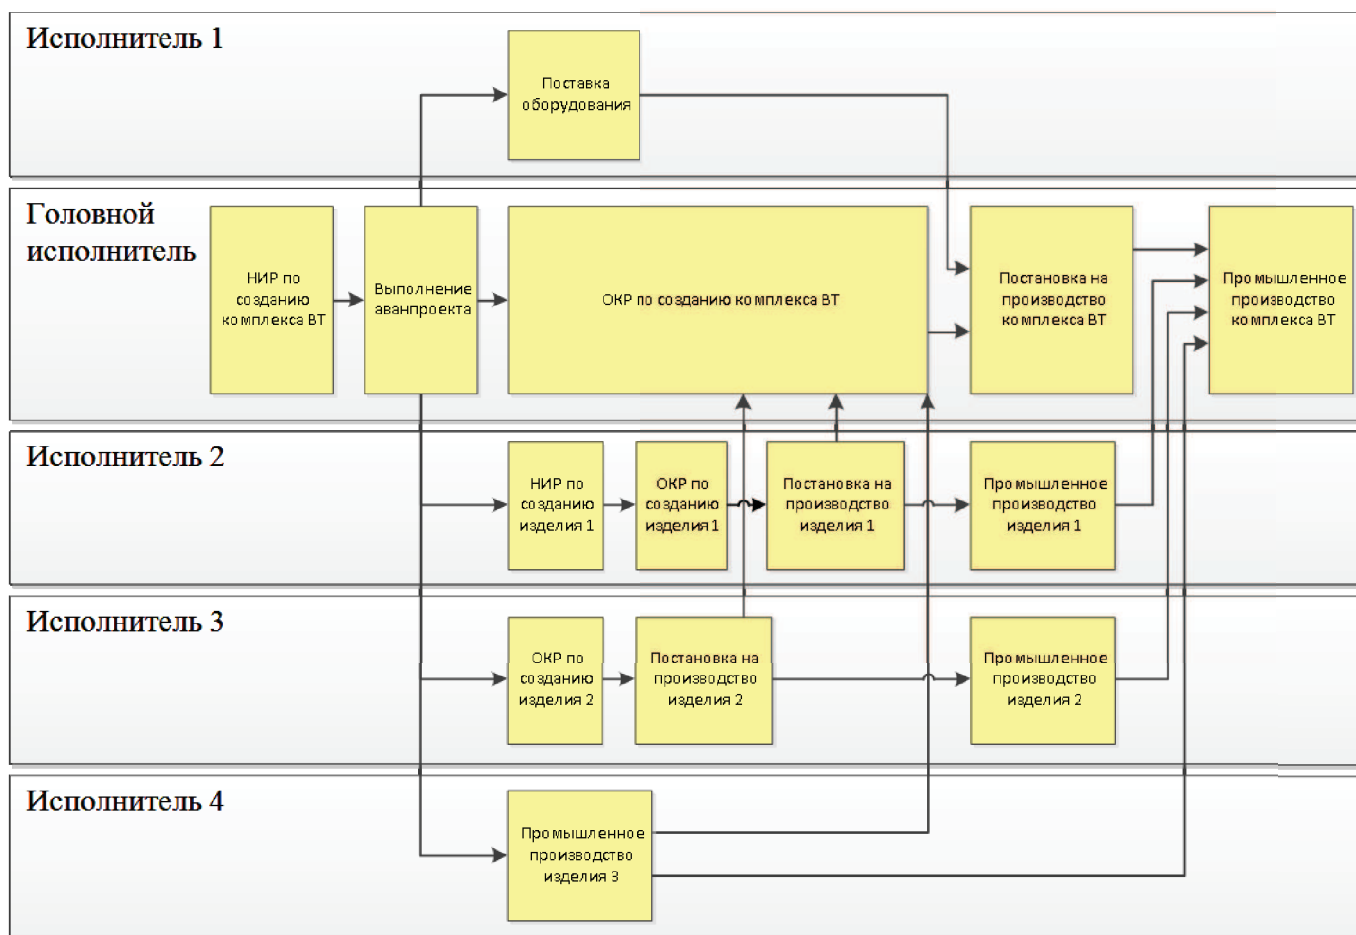 Исполнитель 1
Поставка
оборудования
Головной
исполнитель
НИР по
созданию
комплекса ВТ
Выполнение
аванпроекта
ОКР по созданию комплекса ВТ
Постановка на
производство
комплекса ВТ
Промышленное
производство
комплекса ВТ
Исполнитель 2
НИР по
созданию
изделия 1
ОКР по
созданию
изделия 1
Постановка на
производство
изделия 1
Промышленное
производство
изделия 1
Исполнитель 3
ОКР по
созданию
изделия 2
Постановка на
производство
изделия 2
Промышленное
производство
изделия 2
Исполнитель 4
Промышленное
производство
изделия 3